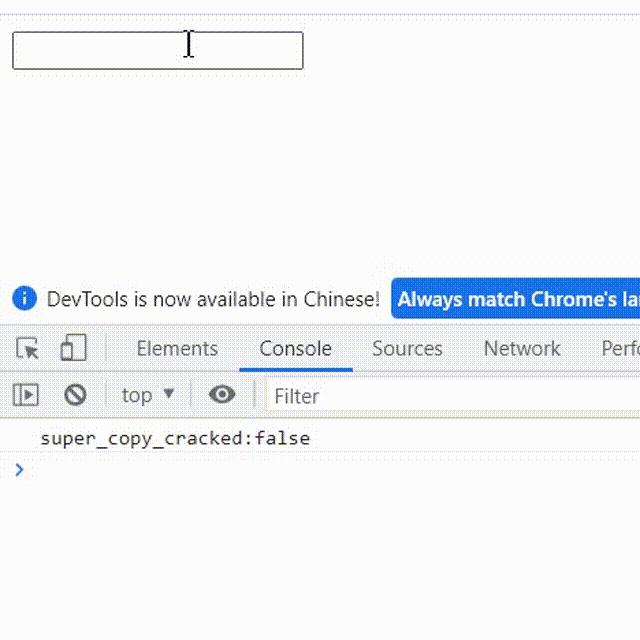 DevTools is now available in Chinese! Always match Chrome's la
Elements Console Sources Network Perfo
top Filter
super_copy_cracked:false